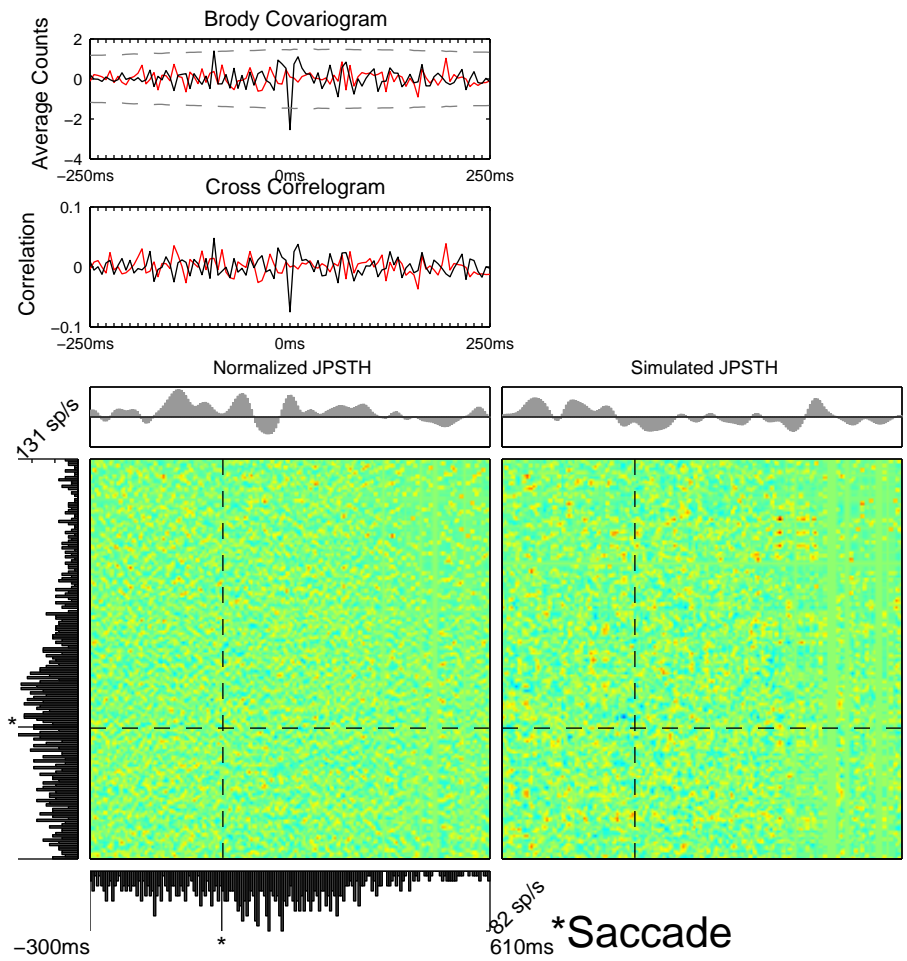 Brody Covariogram
Average Counts
2
0
−2
−4
−250ms
0ms
250ms
Cross Correlogram
Correlation
0.1
0
−0.1
−250ms
0ms
250ms
Normalized JPSTH
Simulated JPSTH
131 sp/s
*
*
82 sp/s
−300ms
610ms
*Saccade